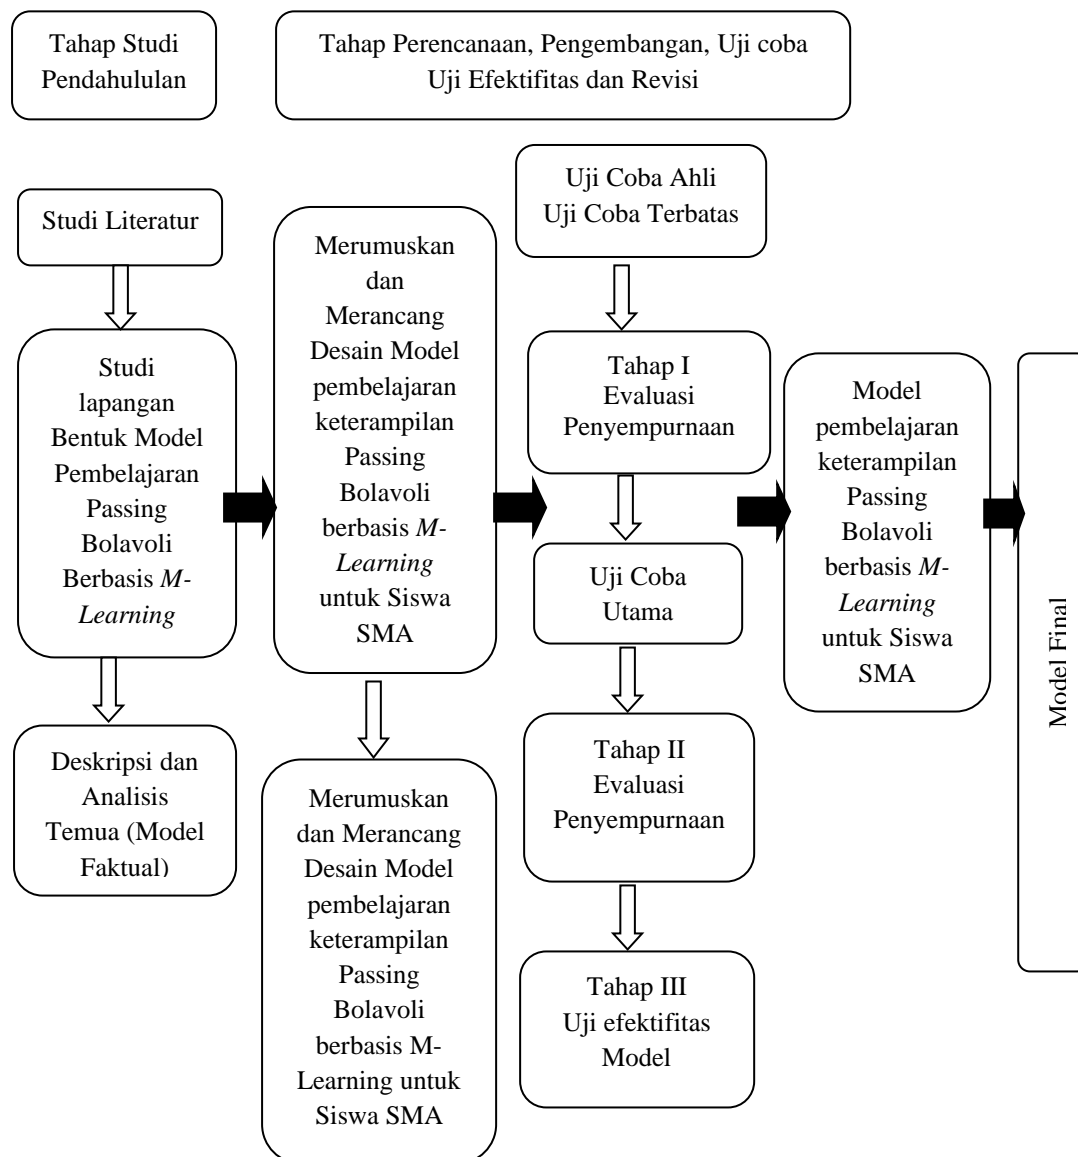 Tahap Studi
Pendahululan
Tahap Perencanaan, Pengembangan, Uji coba
Uji Efektifitas dan Revisi
Studi Literatur
Studi
lapangan
Bentuk Model
Pembelajaran
Passing
Bolavoli
Berbasis M-
Learning
Deskripsi dan
Analisis
Temua (Model
Faktual)
Merumuskan
dan
Merancang
Desain Model
pembelajaran
keterampilan
Passing
Bolavoli
berbasis M-
Learning
untuk Siswa
SMA
Merumuskan
dan Merancang
Desain Model
pembelajaran
keterampilan
Passing
Bolavoli
berbasis M-
Learning untuk
Siswa SMA
Uji Coba Ahli
Uji Coba Terbatas
Tahap I
Evaluasi
Penyempurnaan
Uji Coba
Utama
Tahap II
Evaluasi
Penyempurnaan
Tahap III
Uji efektifitas
Model
Model
pembelajaran
keterampilan
Passing
Bolavoli
berbasis M-
Learning
untuk Siswa
SMA
Model Final